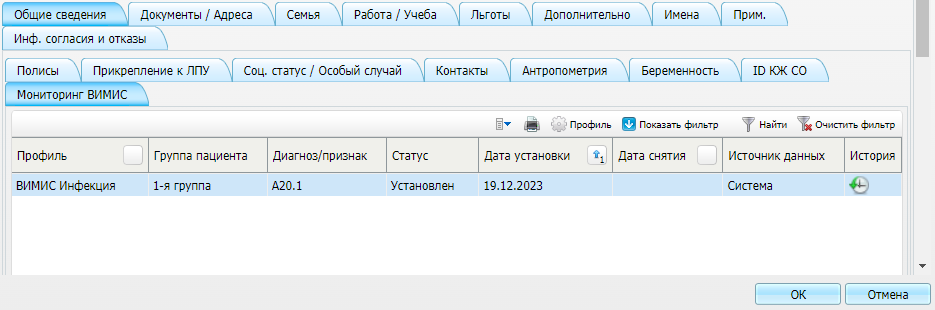 Общие сведения Документы / Адреса Семья Работа / Учеба Льготы Дополнительно Имена Прим.
Инф. согласия и отказы
Полисы Прикрепление к ЛПУ Соц. статус / Особый случай Контакты Антропометрия Беременность ID КЖ СО
Мониторинг ВИМИС
Профиль Показать фильтр Найти Очистить фильтр
Профиль Группа пациента Диагноз/признак Статус Дата установки 1 Дата снятия Источник данных История
ВИМИС Инфекция 1-я группа A20.1 Установлен 19.12.2023 Система
ОК Отмена